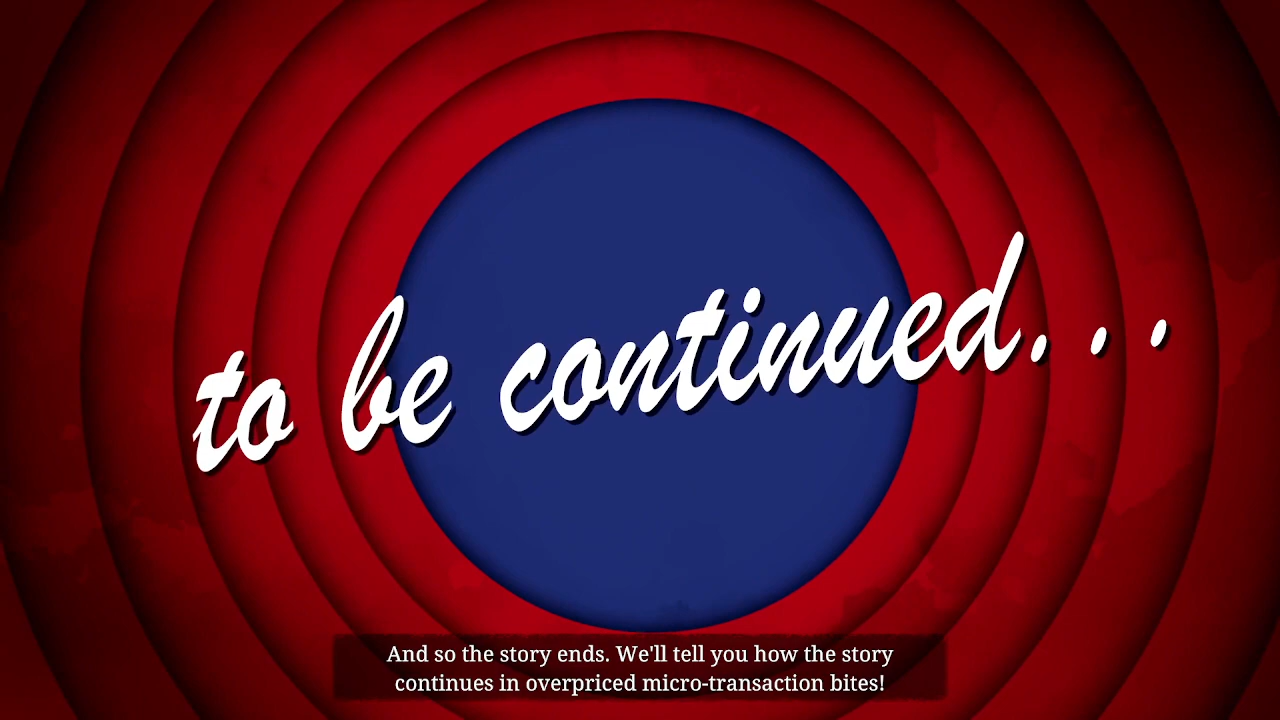 to be continued...
And so the story ends. We'll tell you how the story
continues in overpriced micro-transaction bites!